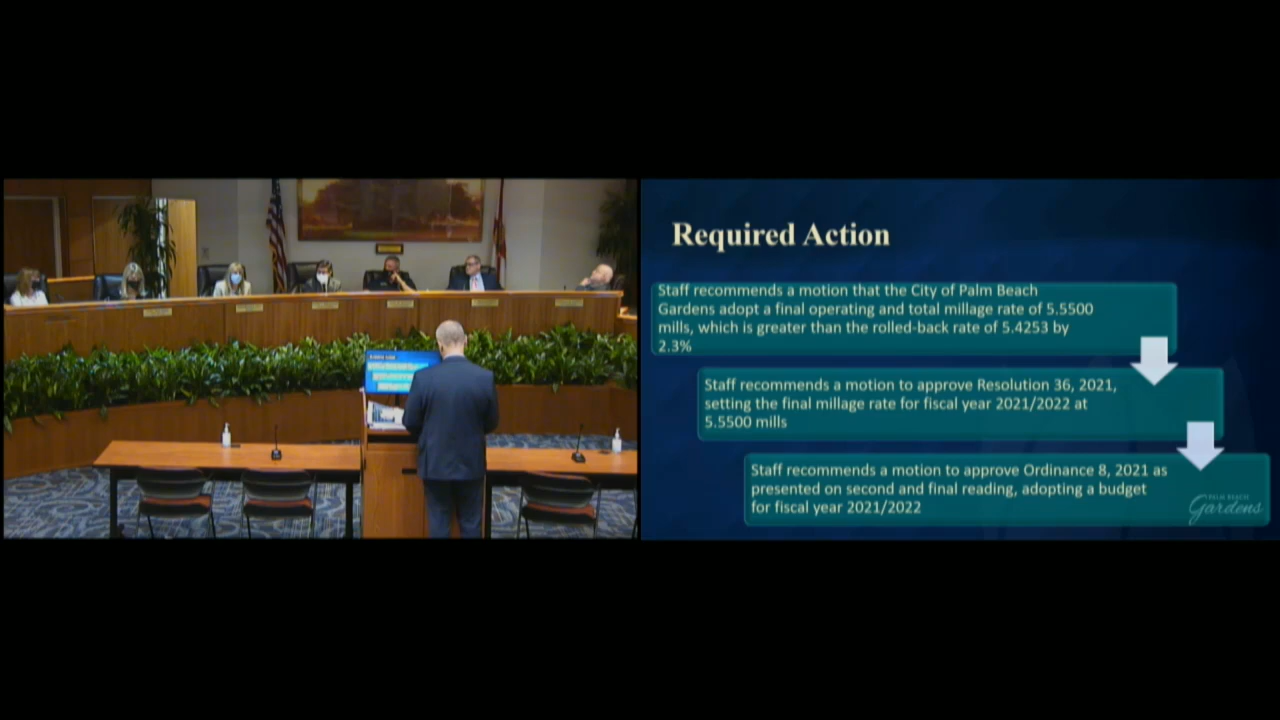 Required Action
Staff recommends a motion that the City of Palm Beach
Gardens adopt a final operating and total millage rate of 5.5500
mills, which is greater than the rolled-back rate of 5.4253 by
2.3%
Staff recommends a motion to approve Resolution 36, 2021,
setting the final millage rate for fiscal year 2021/2022 at
5.5500 mills
Staff recommends a motion to approve Ordinance 8, 2021 as
presented on second and final reading, adopting a budget
for fiscal year 2021/2022
PALM BEACH
Gardens